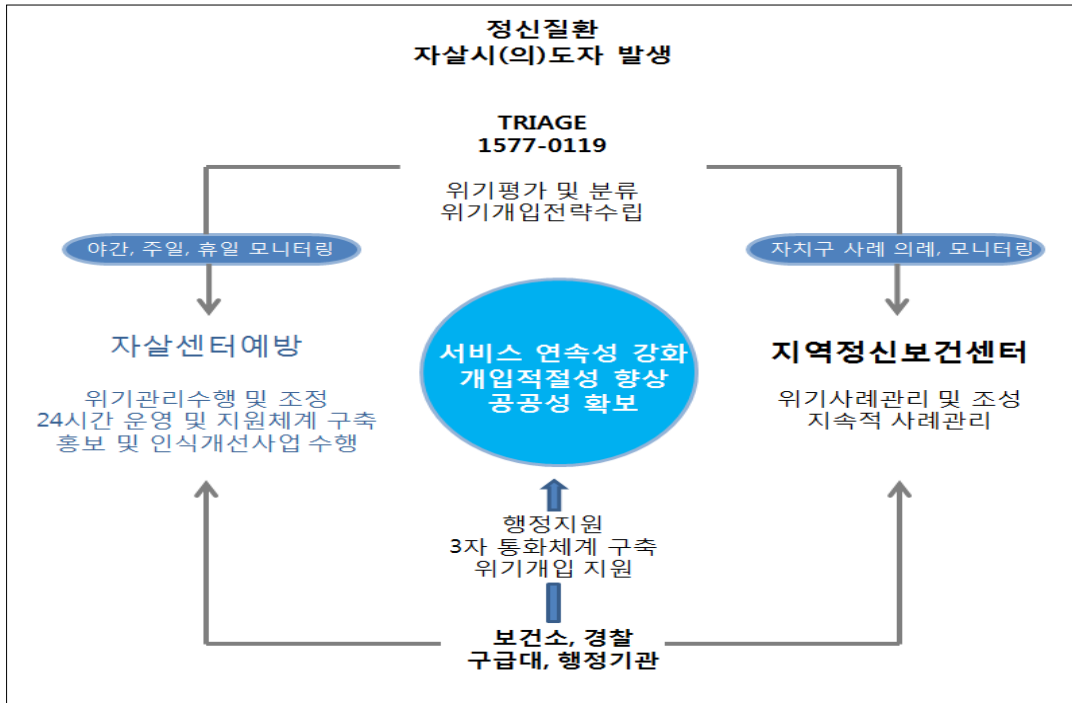 정신질환
자살시(의)도자 발생
TRIAGE
1577-0119
위기평가 및 분류
위기개입전략수립
야간, 주일, 휴일 모니터링
자치구 사례 의뢰, 모니터링
자살센터예방
위기관리수행 및 조정
24시간 운영 및 지원체계 구축
홍보 및 인식개선사업 수행
서비스 연속성 강화
개입적절성 향상
공공성 확보
지역정신보건센터
위기사례관리 및 조성
지속적 사례관리
행정지원
3자 통화체계 구축
위기개입 지원
보건소, 경찰
구급대, 행정기관